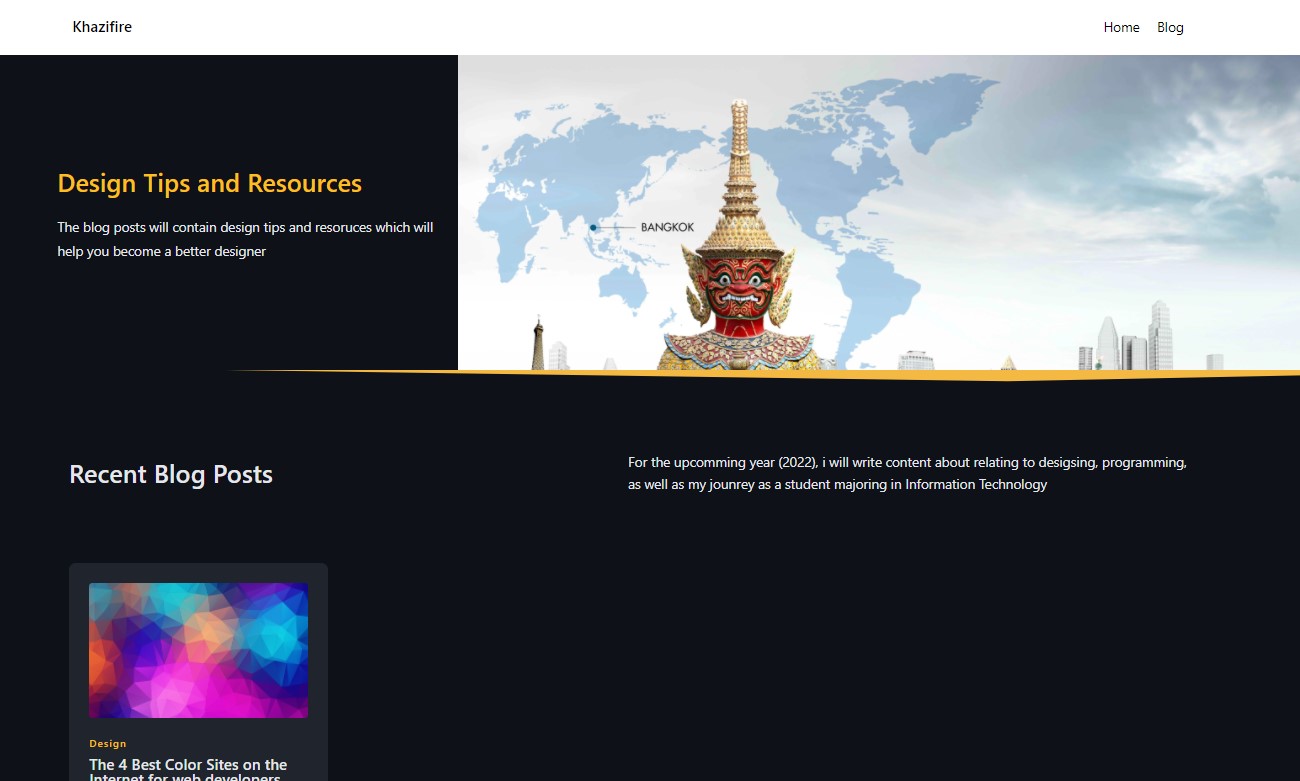 Khazifire
Home Blog
Design Tips and Resources
The blog posts will contain design tips and resoruces which will
help you become a better designer
BANGKOK
Recent Blog Posts
For the upcomming year (2022), i will write content about relating to desigsing, programming,
as well as my jounrey as a student majoring in Information Technology
Design
The 4 Best Color Sites on the
Internet for web developers